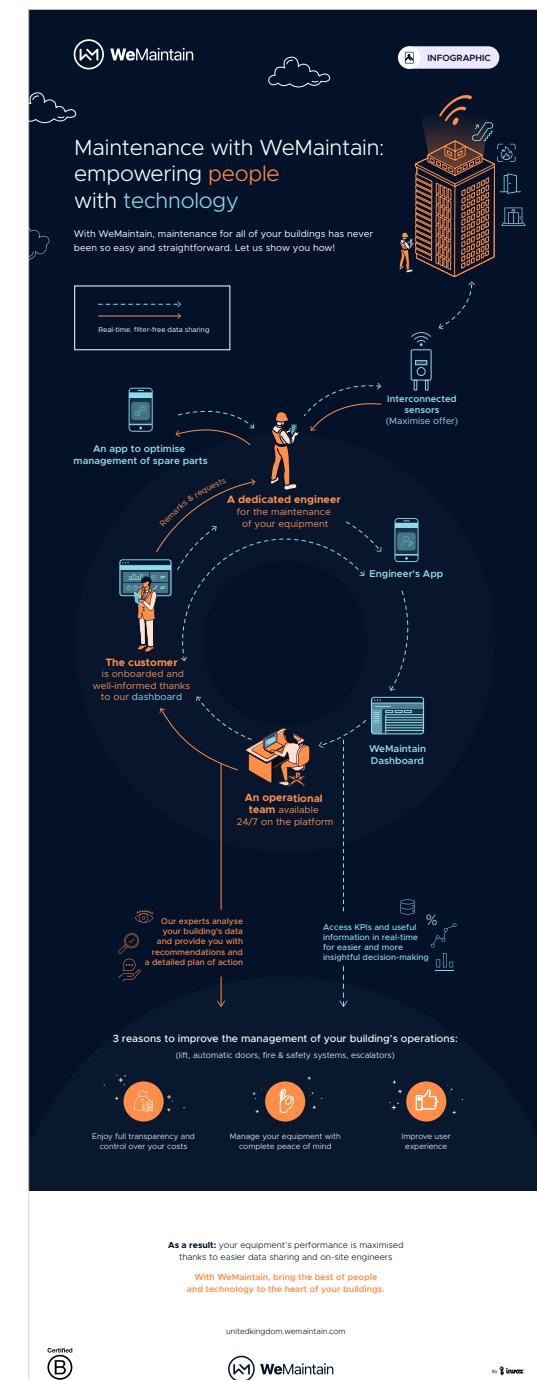 WeMaintain
INFOGRAPHIC
Maintenance with WeMaintain:
empowering people
with technology
With WeMaintain, maintenance for all of your buildings has never
been so easy and straightforward. Let us show you how!
Real-time, filter-free data sharing
Interconnected
sensors
(Maximise offer)
An app to optimise
management of spare parts
Remarks & requests
A dedicated engineer
for the maintenance
of your equipment
Engineer's App
The customer
is onboarded and
well-informed thanks
to our dashboard
WeMaintain
Dashboard
An operational
team available
24/7 on the platform
Our experts analyse
your building's data
and provide you with
recommendations and
a detailed plan of action
%
Access KPIs and useful
information in real-time
for easier and more
insightful decision-making
3 reasons to improve the management of your building's operations:
(lift, automatic doors, fire & safety systems, escalators)
Enjoy full transparency and
control over your costs
Manage your equipment with
complete peace of mind
Improve user
experience
As a result: your equipment's performance is maximised
thanks to easier data sharing and on-site engineers
With WeMaintain, bring the best of people
and technology to the heart of your buildings.
unitedkingdom.wemaintain.com
Certified
B
WeMaintain
By invox